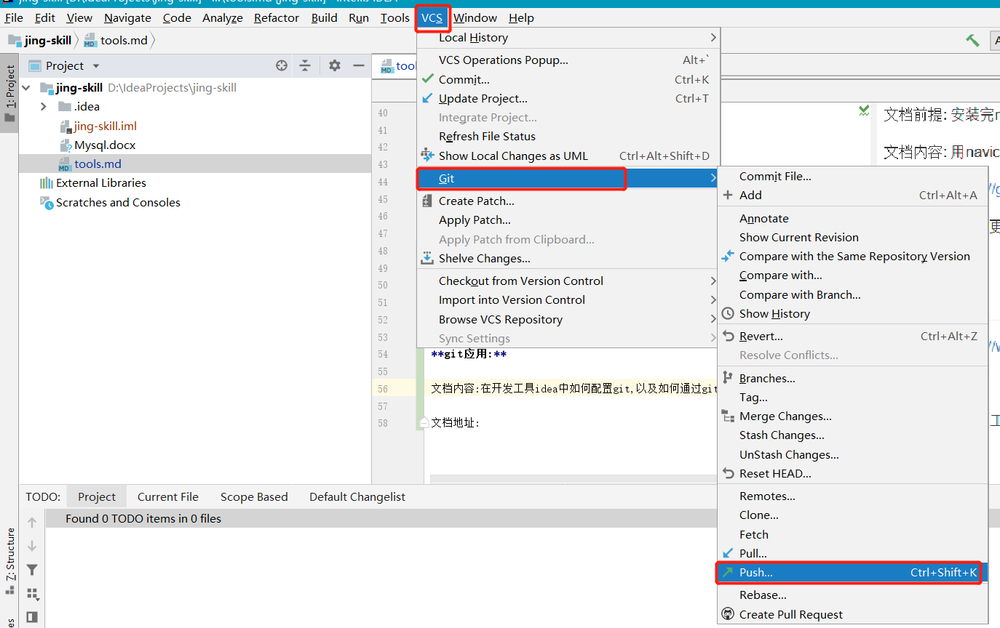 jing-skill [D:\IdeaProjects\jing-skill] - ...\tools.md [jing-skill] - IntelliJ IDEA
File Edit View Navigate Code Analyze Refactor Build Run Tools VCS Window Help
jing-skill tools.md
Project
jing-skill D:\IdeaProjects\jing-skill
.idea
jing-skill.iml
Mysql.docx
tools.md
External Libraries
Scratches and Consoles
1: Project
Z: Structure
Local History
VCS Operations Popup... Alt+`
Commit... Ctrl+K
Update Project... Ctrl+T
Integrate Project...
Refresh File Status
Show Local Changes as UML Ctrl+Alt+Shift+D
Git
Create Patch...
Apply Patch...
Apply Patch from Clipboard...
Shelve Changes...
Checkout from Version Control
Import into Version Control
Browse VCS Repository
Sync Settings
40
41
42
43
44
45
46
47
48
49
50
51
52
53
54 **git应用:**
55
56 文档内容:在开发工具idea中如何配置git,以及如何通过git
57
58 文档地址:
文档前提: 安装完
文档内容: 用navic
Commit File...
Add Ctrl+Alt+A
Annotate
Show Current Revision
Compare with the Same Repository Version
Compare with...
Compare with Branch...
Show History
Revert... Ctrl+Alt+Z
Resolve Conflicts...
Branches...
Tag...
Merge Changes...
Stash Changes...
UnStash Changes...
Reset HEAD...
Remotes...
Clone...
Fetch
Pull...
Push... Ctrl+Shift+K
Rebase...
Create Pull Request
TODO: Project Current File Scope Based Default Changelist
Found 0 TODO items in 0 files